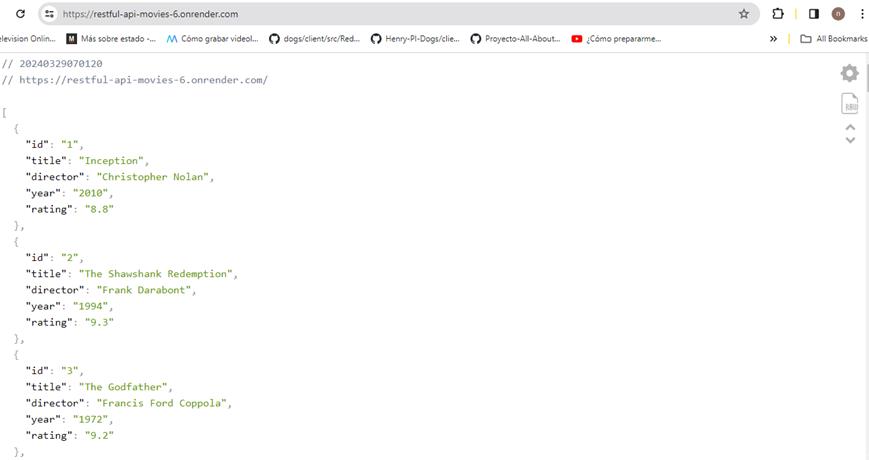 https://restful-api-movies-6.onrender.com
elevision Onlin... Más sobre estado -... Cómo grabar videol... dogs/client/src/Red... Henry-PI-Dogs/clie... Proyecto-All-About... ¿Cómo prepararme... » All Bookmarks
// 20240329070120
// https://restful-api-movies-6.onrender.com/
RAW
[
{
"id": "1",
"title": "Inception",
"director": "Christopher Nolan",
"year": "2010",
"rating": "8.8"
},
{
"id": "2",
"title": "The Shawshank Redemption",
"director": "Frank Darabont",
"year": "1994",
"rating": "9.3"
},
{
"id": "3",
"title": "The Godfather",
"director": "Francis Ford Coppola",
"year": "1972",
"rating": "9.2"
},